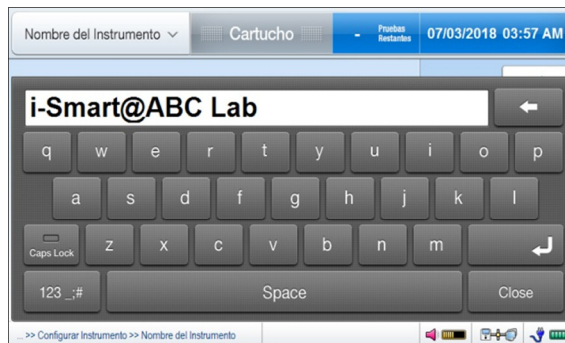 Nombre del Instrumento Cartucho - Pruebas Restantes 07/03/2018 03:57 AM
i-Smart@ABC Lab
q w e r t y u i o p
a s d f g h j k l
Caps Lock z x c v b n m
123 _;# Space Close
... >> Configurar Instrumento >> Nombre del Instrumento